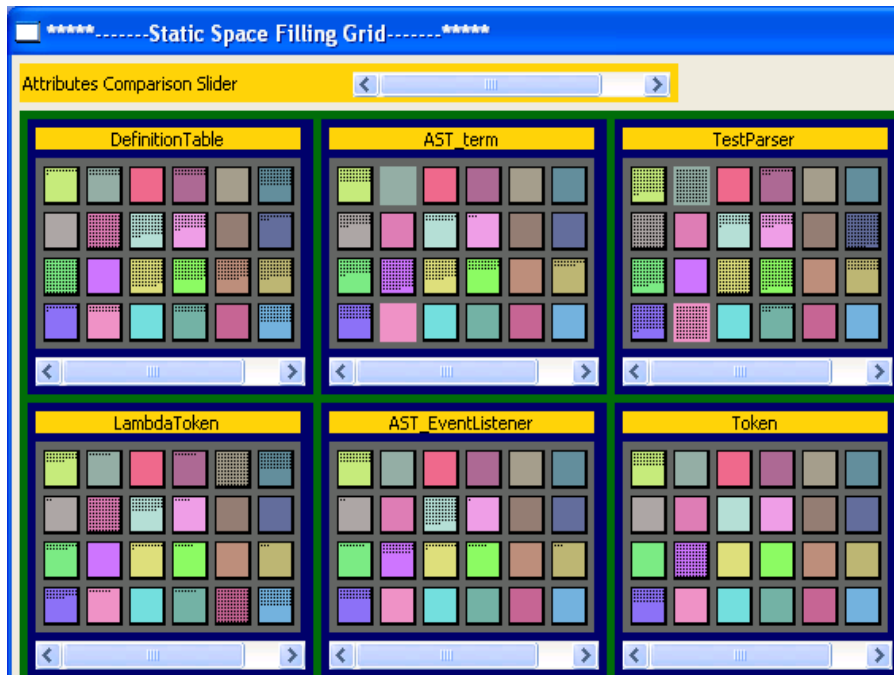 *****-------Static Space Filling Grid-------*****
Attributes Comparison Slider
DefinitionTable
AST_term
TestParser
LambdaToken
AST_EventListener
Token